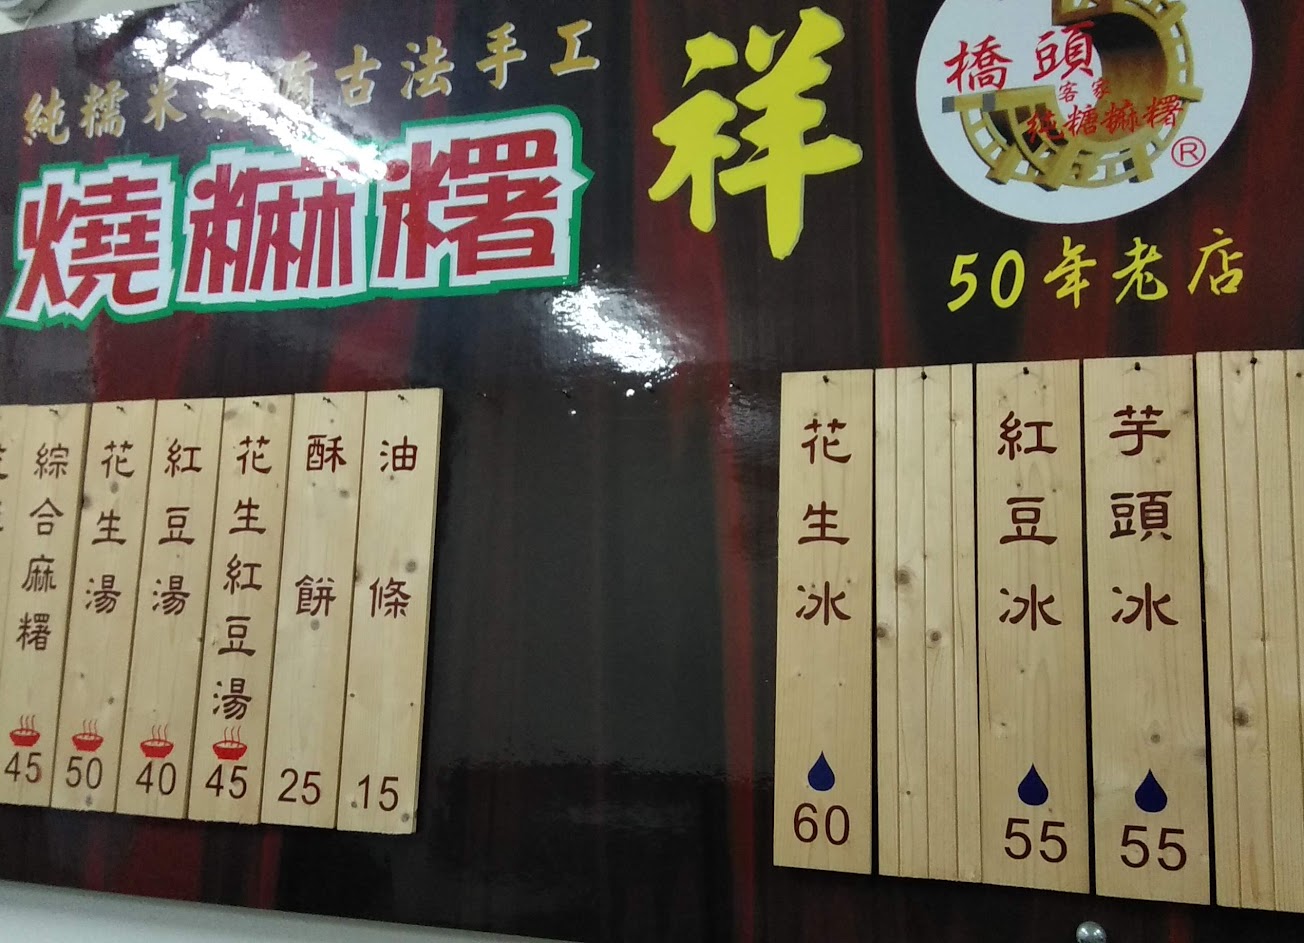 純糯米 遵循古法手工
燒麻糬
祥
橋頭
客家
純糖麻糬
®
50年老店
綜合麻糬
45
花生湯
50
紅豆湯
40
花生紅豆湯
45
酥餅
25
油條
15
花生冰
60
紅豆冰
55
芋頭冰
55